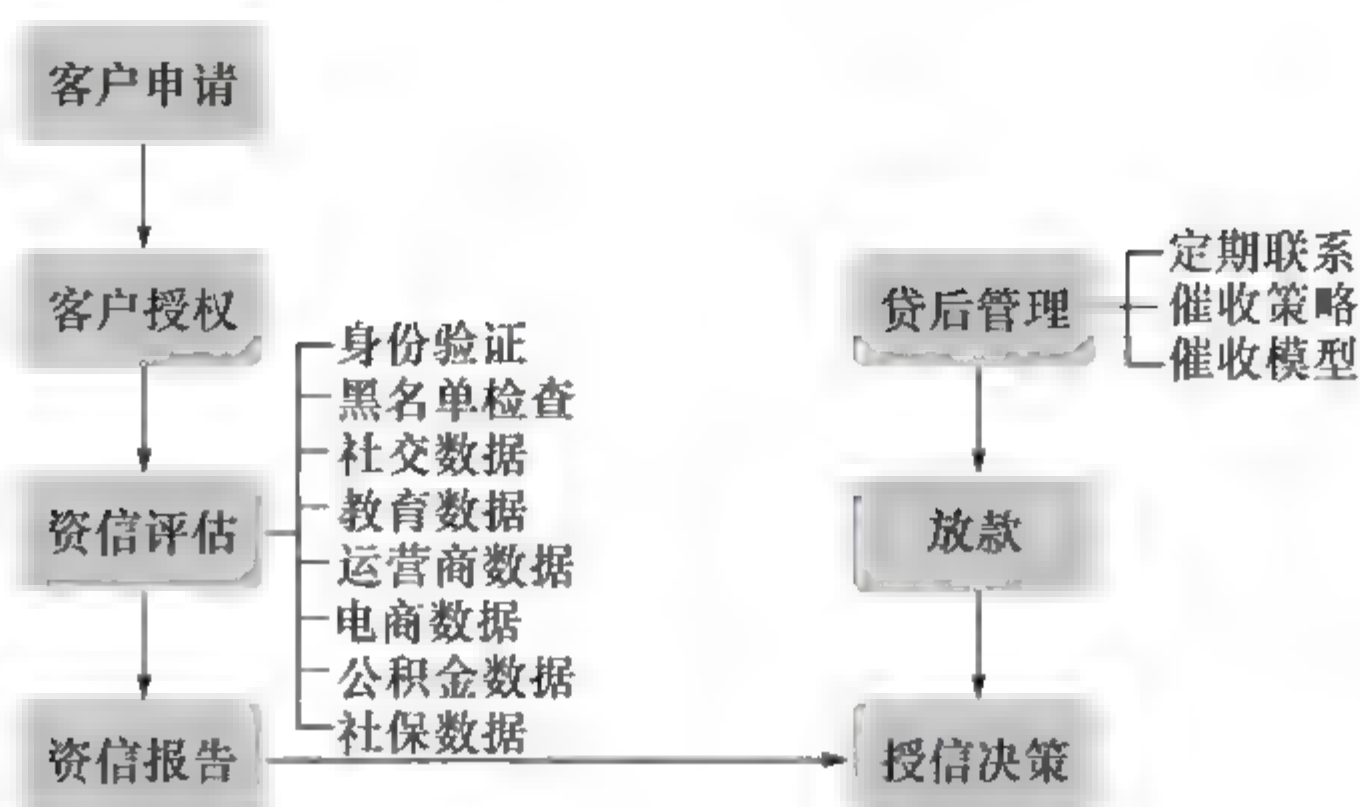 客户申请
客户授权
资信评估
身份验证
黑名单检查
社交数据
教育数据
运营商数据
电商数据
公积金数据
社保数据
资信报告
贷后管理
定期联系
催收策略
催收模型
放款
授信决策